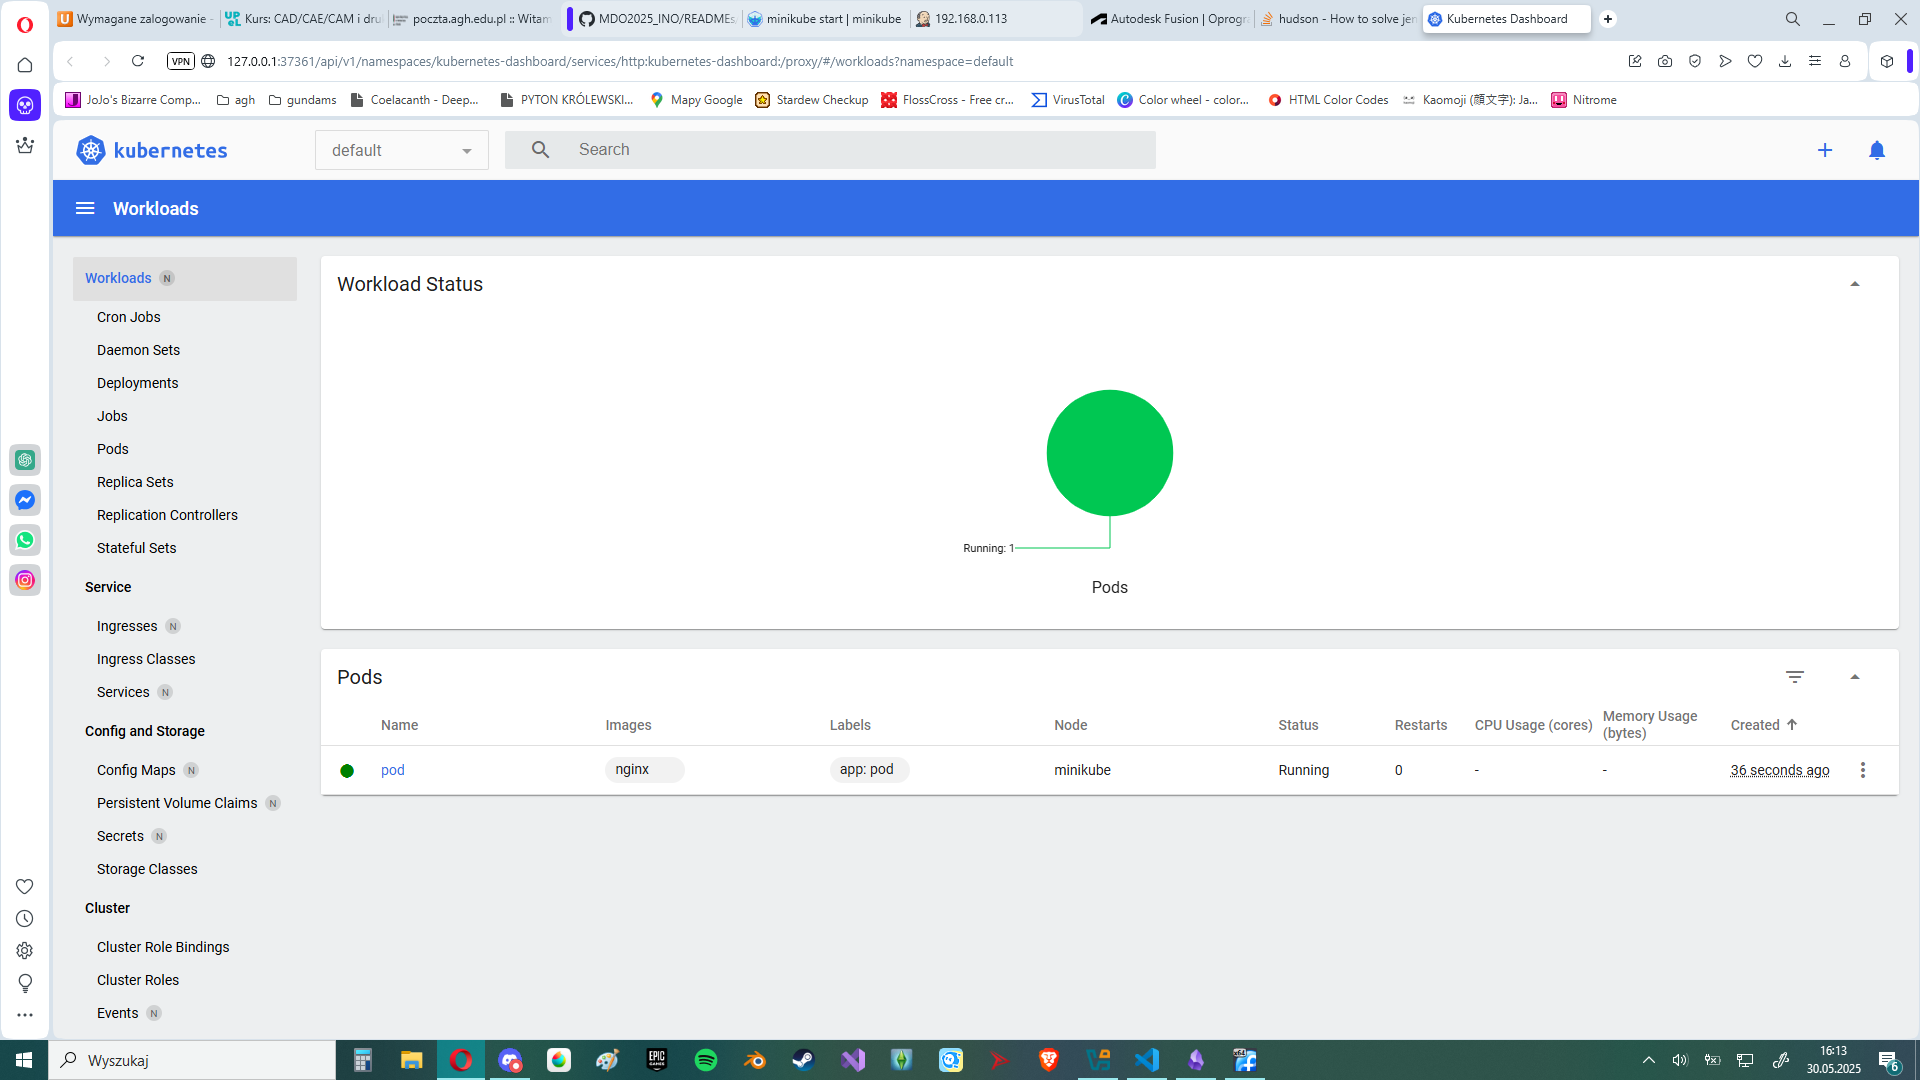 Wymagane zalogowanie -
Kurs: CAD/CAE/CAM i dru
poczta.agh.edu.pl :: Witam
MDO2025_INO/READMEs,
minikube start | minikube
192.168.0.113
Autodesk Fusion | Oprogra
hudson - How to solve jen
Kubernetes Dashboard
VPN
127.0.0.1:37361/api/v1/namespaces/kubernetes-dashboard/services/http:kubernetes-dashboard:/proxy/#/workloads?namespace=default
JoJo's Bizarre Comp...
agh
gundams
Coelacanth - Deep...
PYTON KRÓLEWSKI...
Mapy Google
Stardew Checkup
FlossCross - Free cr...
VirusTotal
Color wheel - color...
HTML Color Codes
Kaomoji (顔文字): Ja...
Nitrome
kubernetes
default
Search
Workloads
Workloads N
Cron Jobs
Daemon Sets
Deployments
Jobs
Pods
Replica Sets
Replication Controllers
Stateful Sets
Service
Ingresses N
Ingress Classes
Services N
Config and Storage
Config Maps N
Persistent Volume Claims N
Secrets N
Storage Classes
Cluster
Cluster Role Bindings
Cluster Roles
Events N
Workload Status
Running: 1
Pods
Pods
Name Images Labels Node Status Restarts CPU Usage (cores) Memory Usage (bytes) Created
pod nginx app: pod minikube Running 0 - - 36 seconds ago
Wyszukaj
EPIC GAMES
x64
16:13
30.05.2025
6